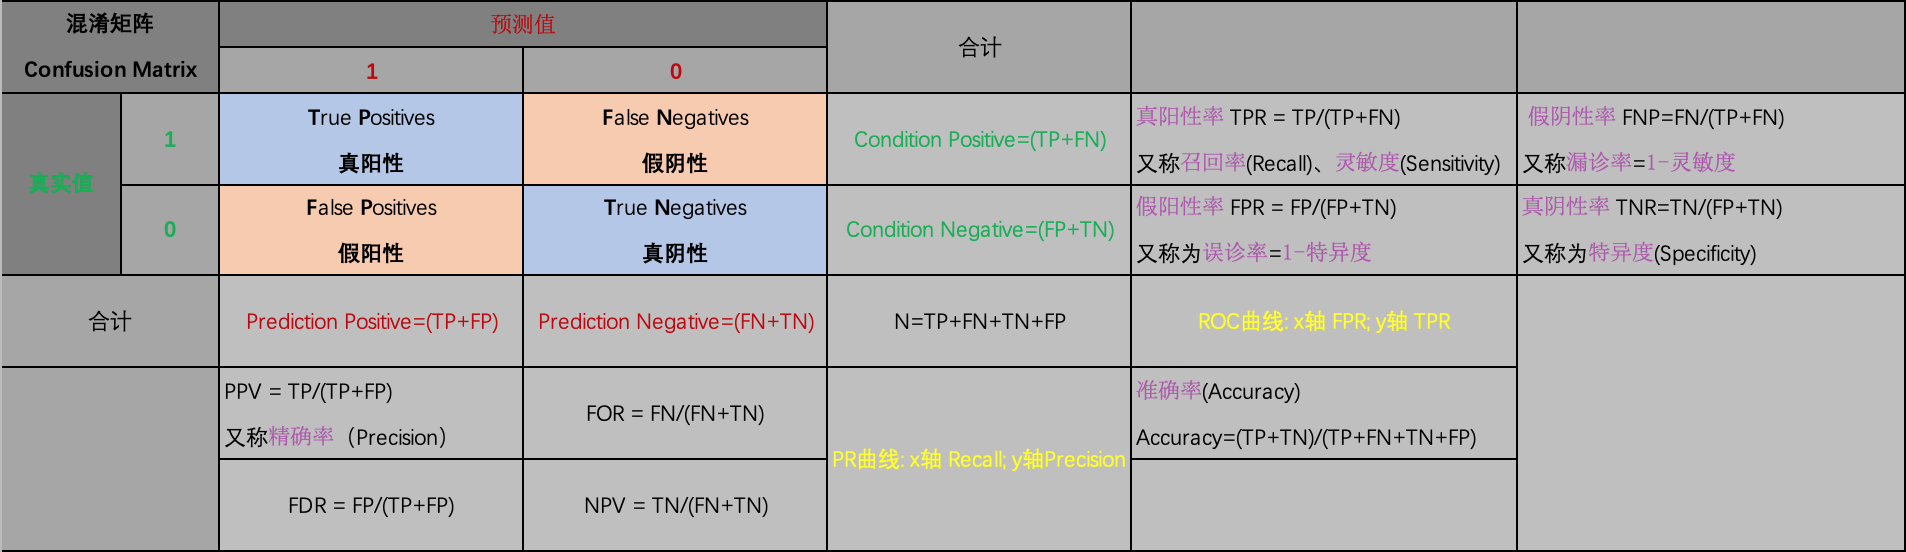 混淆矩阵
Confusion Matrix
预测值
合计
1
0
真实值
1
True Positives
真阳性
False Negatives
假阴性
Condition Positive=(TP+FN)
真阳性率 TPR = TP/(TP+FN)
又称召回率(Recall)、灵敏度(Sensitivity)
假阴性率 FNP=FN/(TP+FN)
又称漏诊率=1-灵敏度
0
False Positives
假阳性
True Negatives
真阴性
Condition Negative=(FP+TN)
假阳性率 FPR = FP/(FP+TN)
又称为误诊率=1-特异度
真阴性率 TNR=TN/(FP+TN)
又称为特异度(Specificity)
合计
Prediction Positive=(TP+FP)
Prediction Negative=(FN+TN)
N=TP+FN+TN+FP
ROC曲线: x轴 FPR; y轴 TPR
PPV = TP/(TP+FP)
又称精确率（Precision）
FOR = FN/(FN+TN)
PR曲线: x轴 Recall; y轴Precision
准确率(Accuracy)
Accuracy=(TP+TN)/(TP+FN+TN+FP)
FDR = FP/(TP+FP)
NPV = TN/(FN+TN)